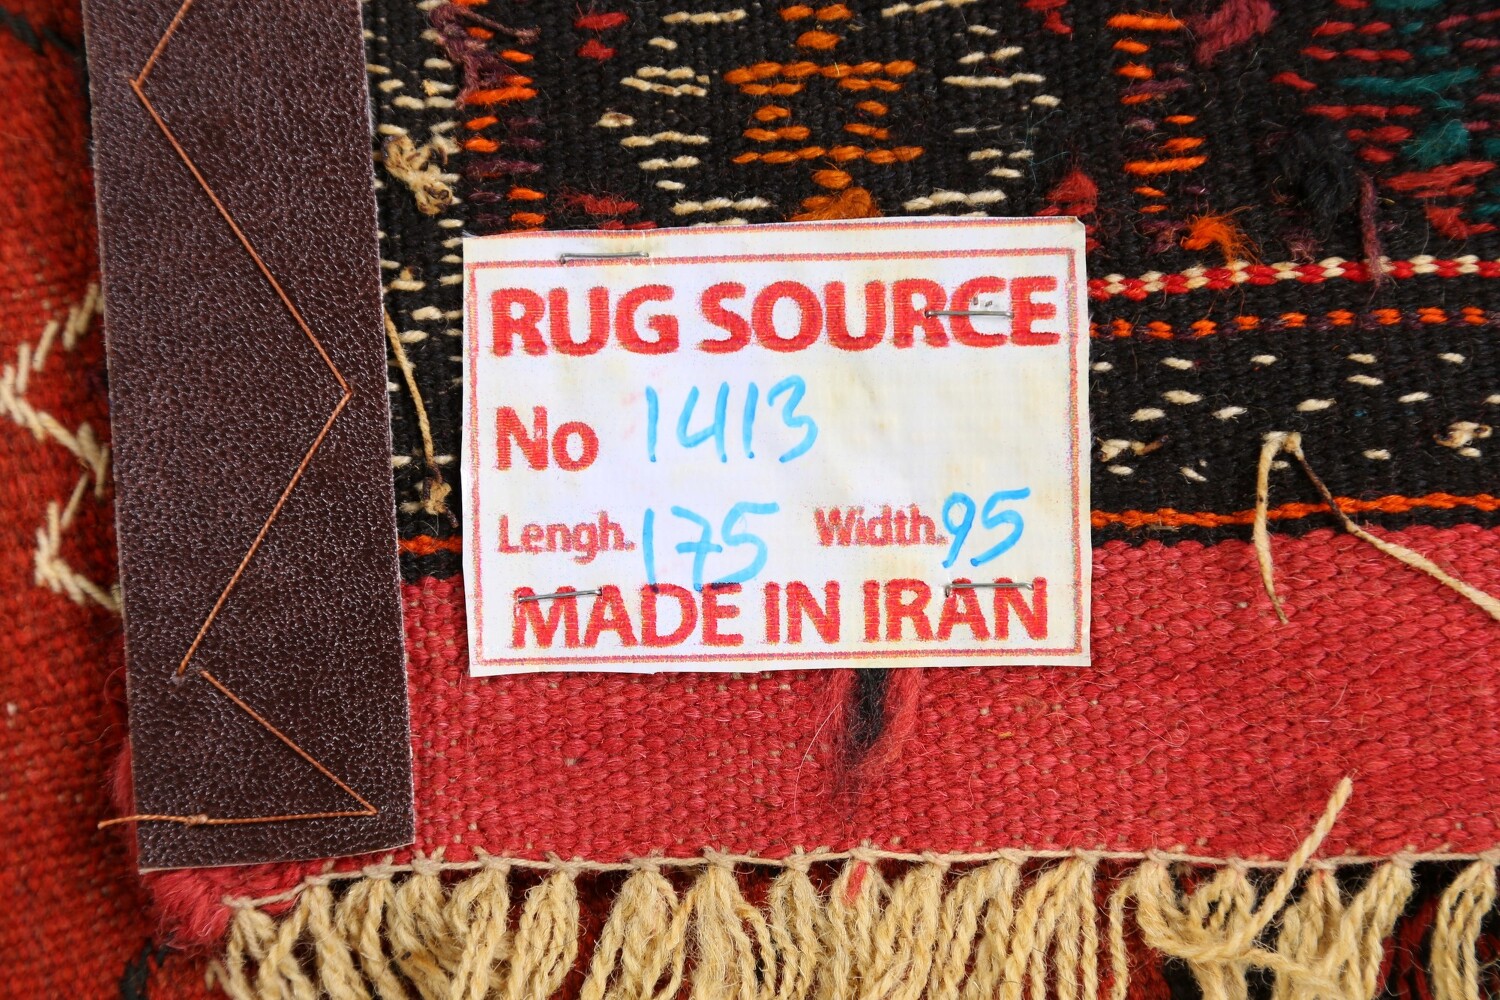 RUG SOURCE
No 1413
Lengh. 175 Width. 95
MADE IN IRAN